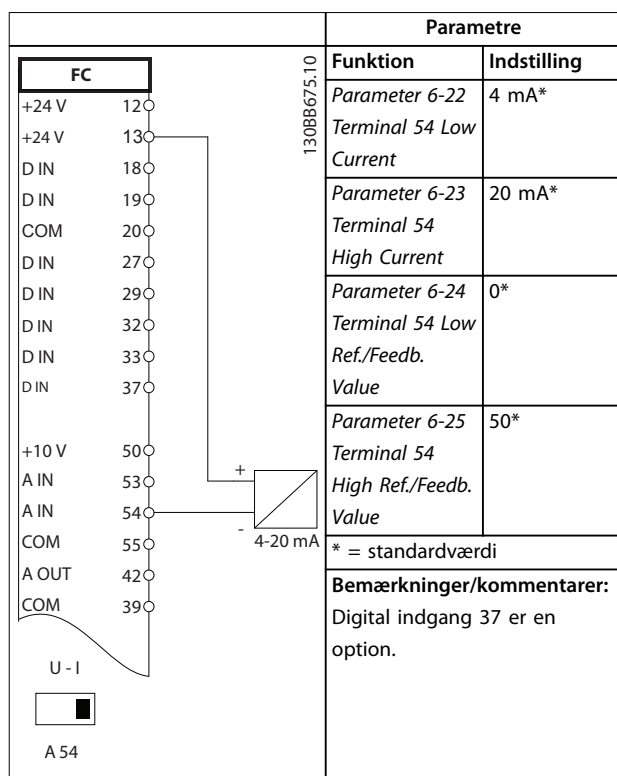 Parametre
FC
130BB675.10
+24 V 12
+24 V 13
D IN 18
D IN 19
COM 20
D IN 27
D IN 29
D IN 32
D IN 33
D IN 37
+10 V 50
A IN 53
A IN 54
COM 55
A OUT 42
COM 39
+
-
4-20 mA
U - I
A 54
Funktion Indstilling
Parameter 6-22 4 mA*
Terminal 54 Low
Current
Parameter 6-23 20 mA*
Terminal 54
High Current
Parameter 6-24 0*
Terminal 54 Low
Ref./Feedb.
Value
Parameter 6-25 50*
Terminal 54
High Ref./Feedb.
Value
* = standardværdi
Bemærkninger/kommentarer:
Digital indgang 37 er en
option.